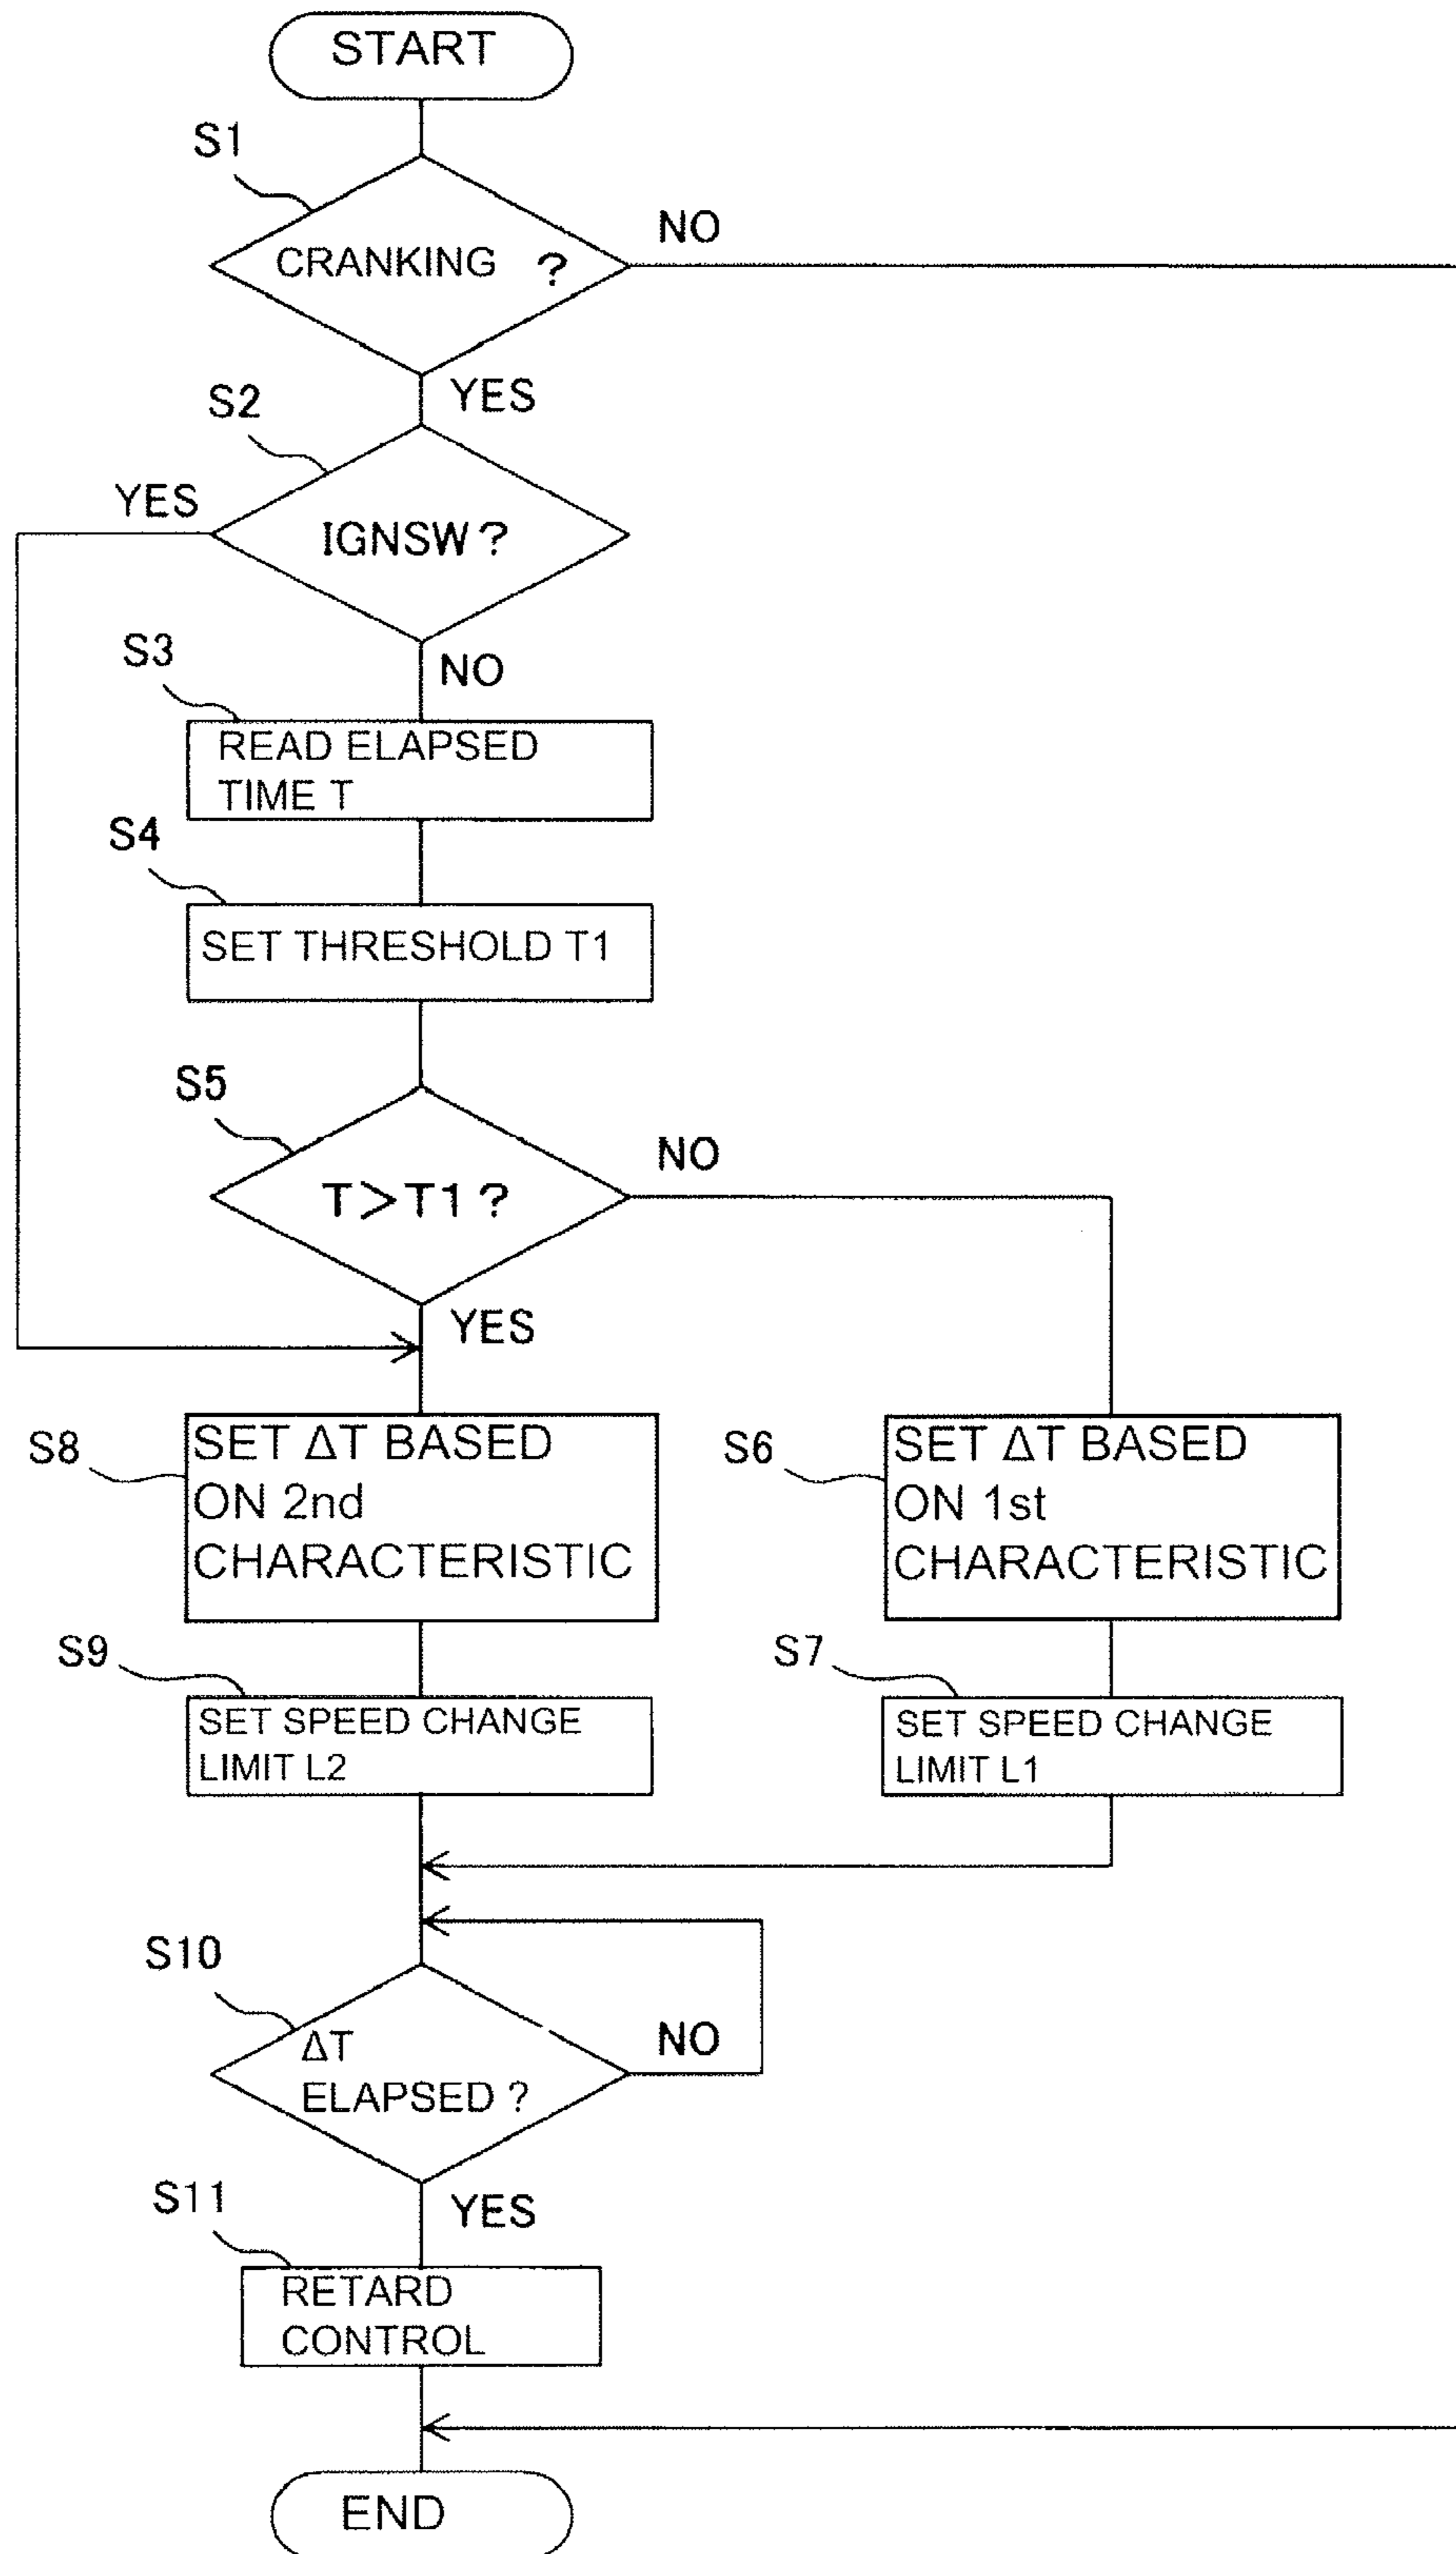 START
S1
CRANKING ?
NO
YES
S2
YES
IGNSW?
S3
NO
READ ELAPSED
TIME T
S4
SET THRESHOLD T1
S5
NO
T>T1?
YES
S8
SET ΔT BASED
ON 2nd
CHARACTERISTIC
S6
SET ΔT BASED
ON 1st
CHARACTERISTIC
S9
SET SPEED CHANGE
LIMIT L2
S7
SET SPEED CHANGE
LIMIT L1
S10
ΔT
ELAPSED ?
NO
S11
YES
RETARD
CONTROL
END